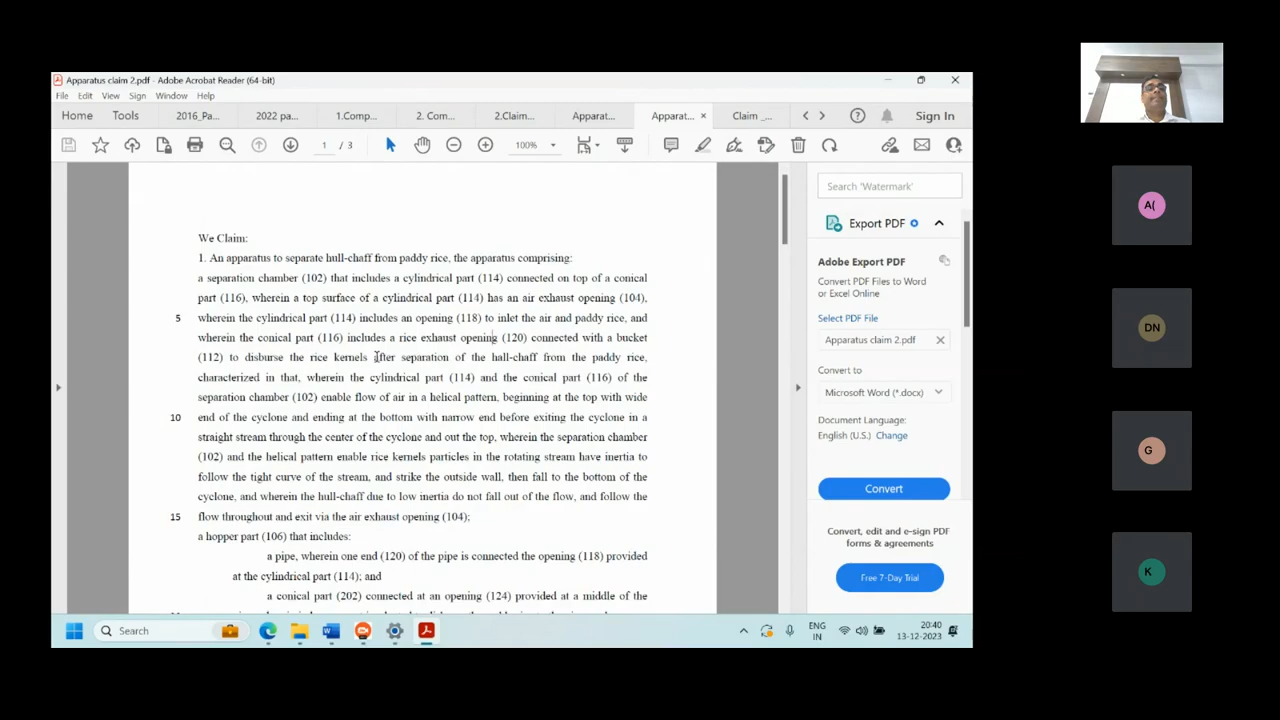 Apparatus claim 2.pdf - Adobe Acrobat Reader (64-bit)
File Edit View Sign Window Help
Home Tools 2016_Pa... 2022 pa... 1.Comp... 2. Com... 2.Claim... Apparat... Apparat... × Claim _... Sign In
1 / 3 100%
We Claim:
1. An apparatus to separate hull-chaff from paddy rice, the apparatus comprising:
a separation chamber (102) that includes a cylindrical part (114) connected on top of a conical
part (116), wherein a top surface of a cylindrical part (114) has an air exhaust opening (104),
5 wherein the cylindrical part (114) includes an opening (118) to inlet the air and paddy rice, and
wherein the conical part (116) includes a rice exhaust opening (120) connected with a bucket
(112) to disburse the rice kernels after separation of the hall-chaff from the paddy rice,
characterized in that, wherein the cylindrical part (114) and the conical part (116) of the
separation chamber (102) enable flow of air in a helical pattern, beginning at the top with wide
10 end of the cyclone and ending at the bottom with narrow end before exiting the cyclone in a
straight stream through the center of the cyclone and out the top, wherein the separation chamber
(102) and the helical pattern enable rice kernels particles in the rotating stream have inertia to
follow the tight curve of the stream, and strike the outside wall, then fall to the bottom of the
cyclone, and wherein the hull-chaff due to low inertia do not fall out of the flow, and follow the
15 flow throughout and exit via the air exhaust opening (104);
a hopper part (106) that includes:
a pipe, wherein one end (120) of the pipe is connected the opening (118) provided
at the cylindrical part (114); and
a conical part (202) connected at an opening (124) provided at a middle of the
Search 'Watermark'
Export PDF
Adobe Export PDF
Convert PDF Files to Word
or Excel Online
Select PDF File
Apparatus claim 2.pdf
Convert to
Microsoft Word (*.docx)
Document Language:
English (U.S.) Change
Convert
Convert, edit and e-sign PDF
forms & agreements
Free 7-Day Trial
Search
ENG
IN
20:40
13-12-2023
A(
DN
G
K